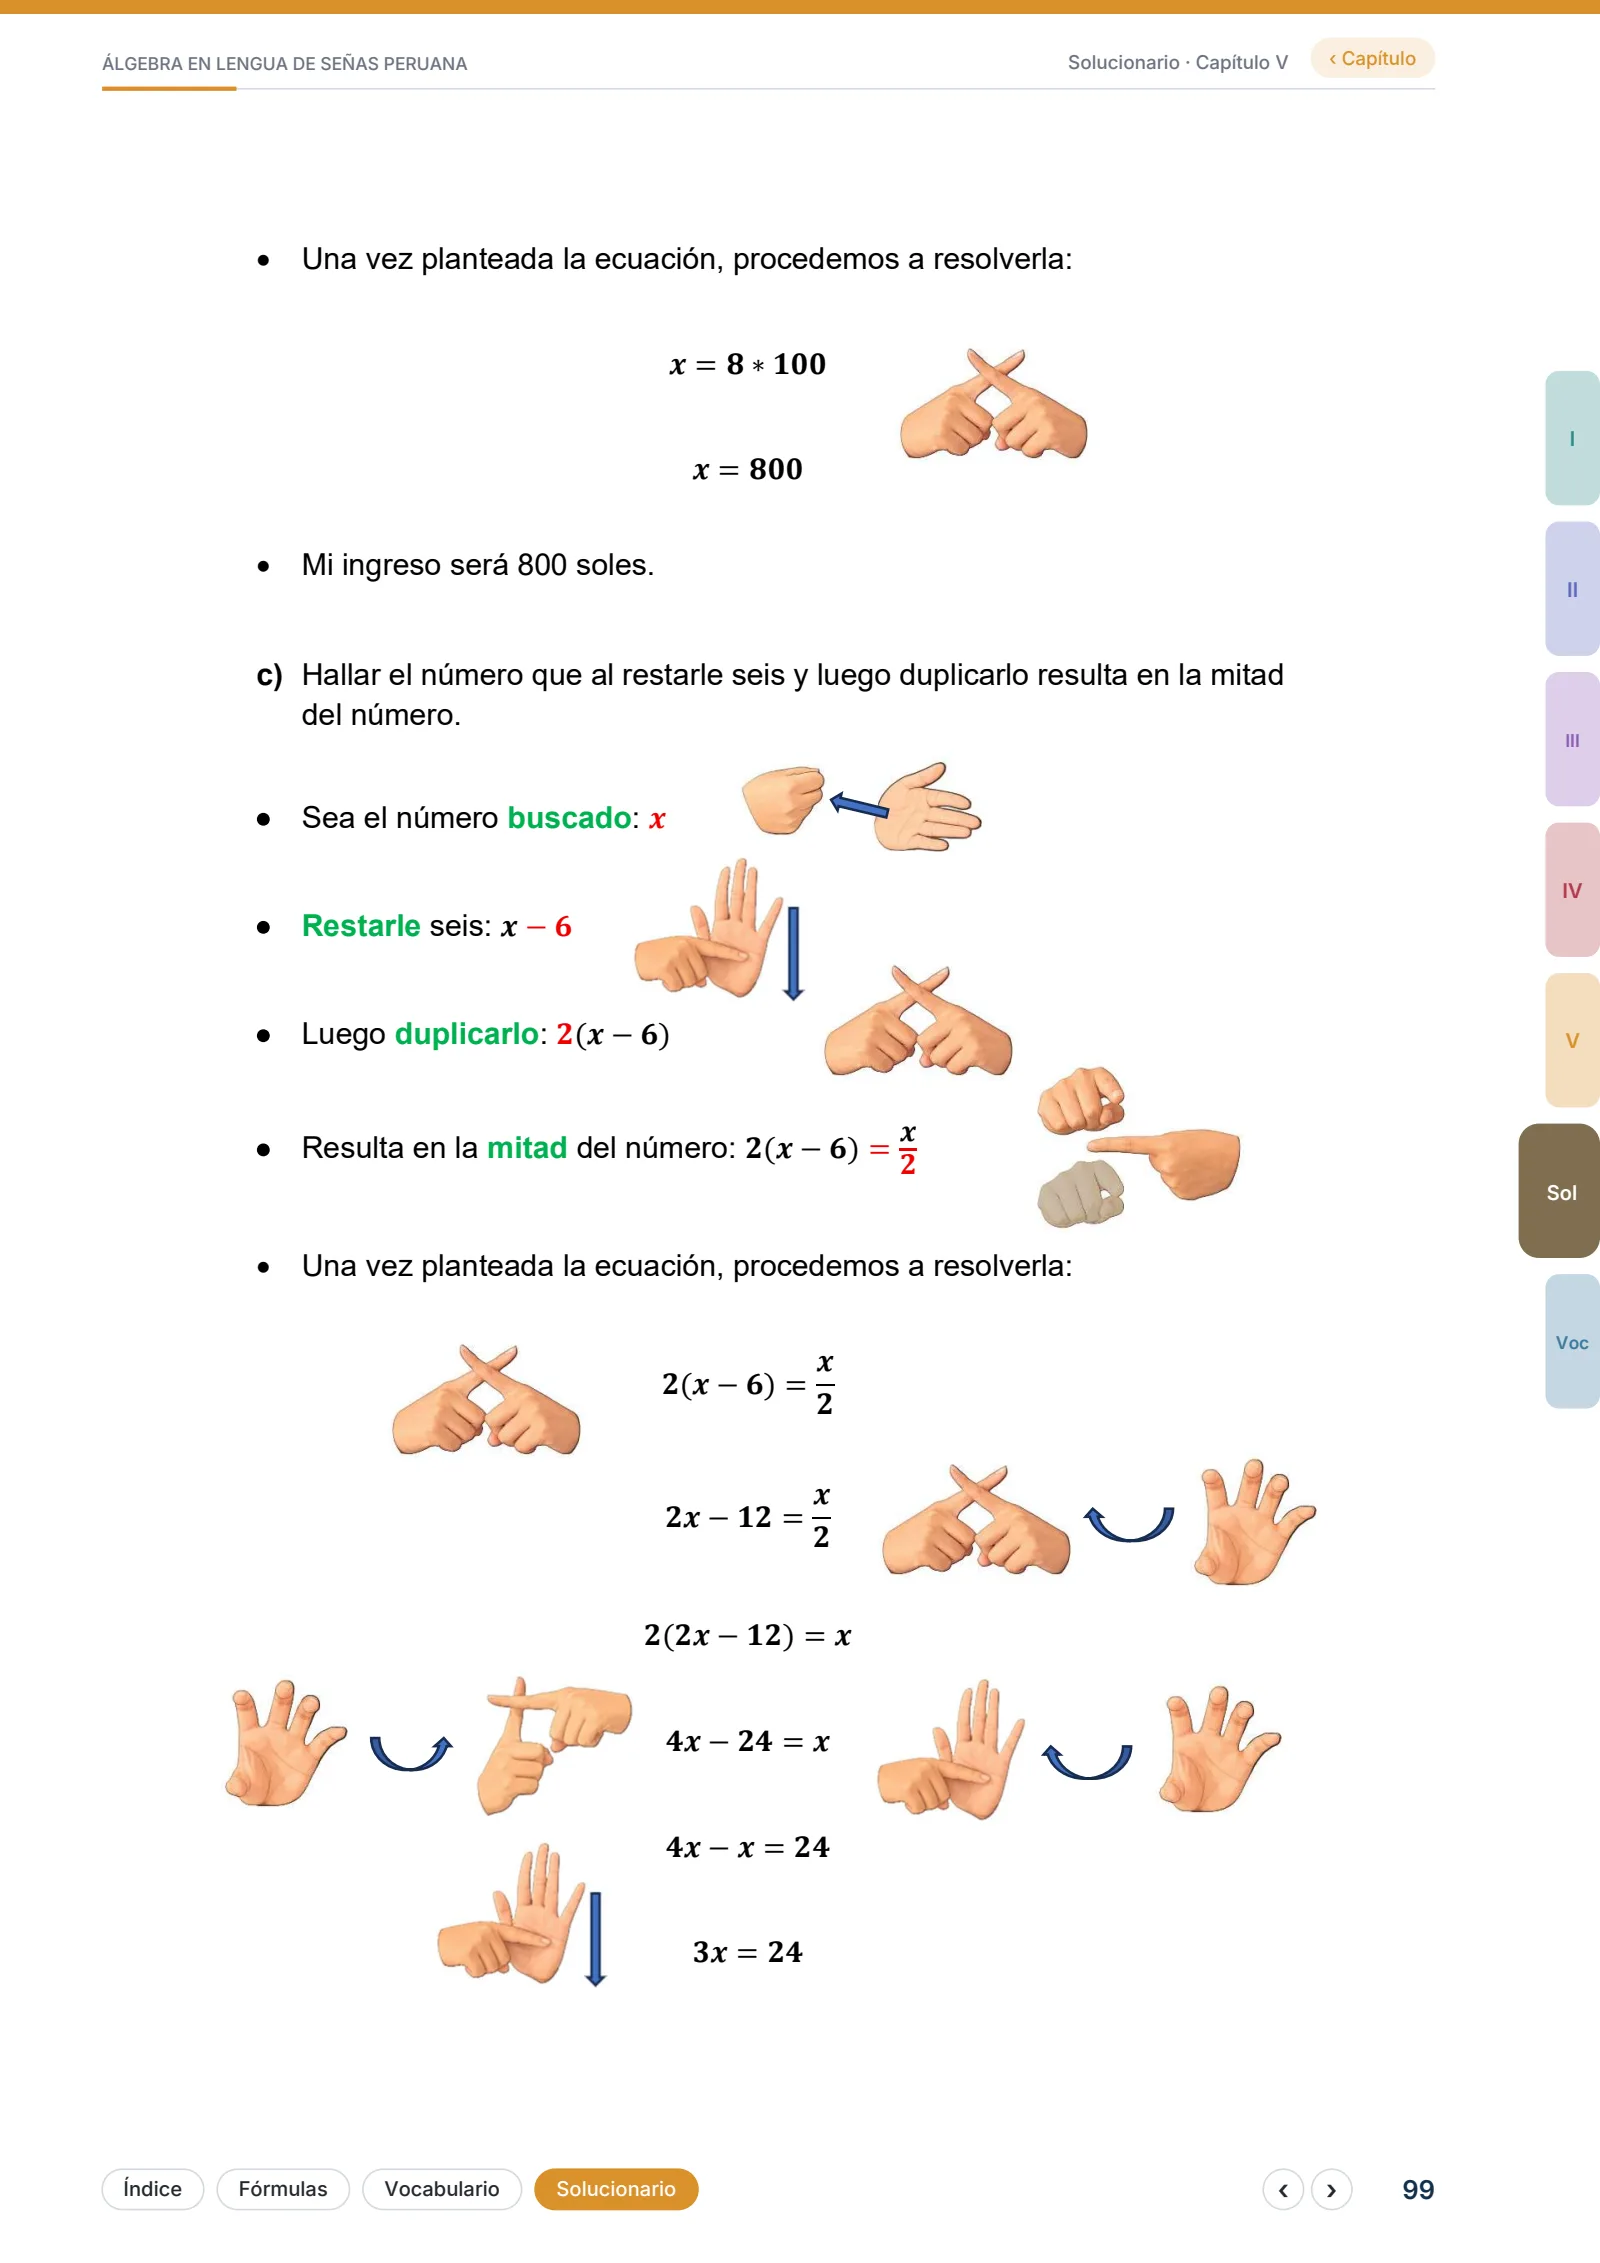 ÁLGEBRA EN LENGUA DE SEÑAS PERUANA
Solucionario · Capítulo V
‹ Capítulo
• Una vez planteada la ecuación, procedemos a resolverla:
x = 8 * 100
x = 800
• Mi ingreso será 800 soles.
c) Hallar el número que al restarle seis y luego duplicarlo resulta en la mitad
del número.
• Sea el número buscado: x
• Restarle seis: x − 6
• Luego duplicarlo: 2(x − 6)
• Resulta en la mitad del número: 2(x − 6) = x/2
• Una vez planteada la ecuación, procedemos a resolverla:
2(x − 6) = x/2
2x − 12 = x/2
2(2x − 12) = x
4x − 24 = x
4x − x = 24
3x = 24
I
II
III
IV
V
Sol
Voc
Índice
Fórmulas
Vocabulario
Solucionario
‹
›
99